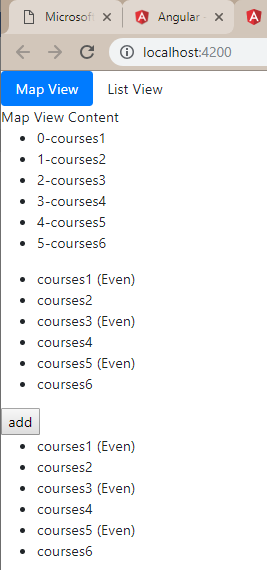 Microsoft
Angular
localhost:4200
Map View List View
Map View Content
0-courses1
1-courses2
2-courses3
3-courses4
4-courses5
5-courses6
courses1 (Even)
courses2
courses3 (Even)
courses4
courses5 (Even)
courses6
add
courses1 (Even)
courses2
courses3 (Even)
courses4
courses5 (Even)
courses6